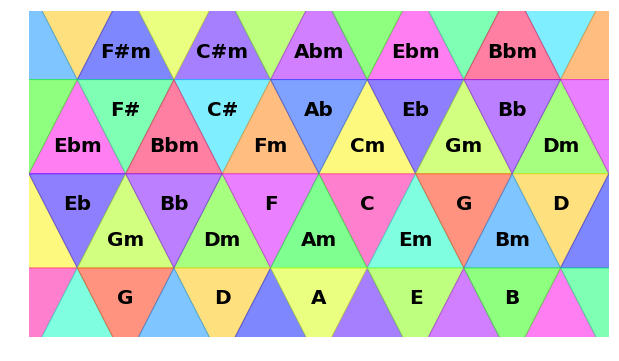 F#m C#m Abm Ebm Bbm
F# C# Ab Eb Bb
Ebm Bbm Fm Cm Gm Dm
Eb Bb F C G D
Gm Dm Am Em Bm
G D A E B